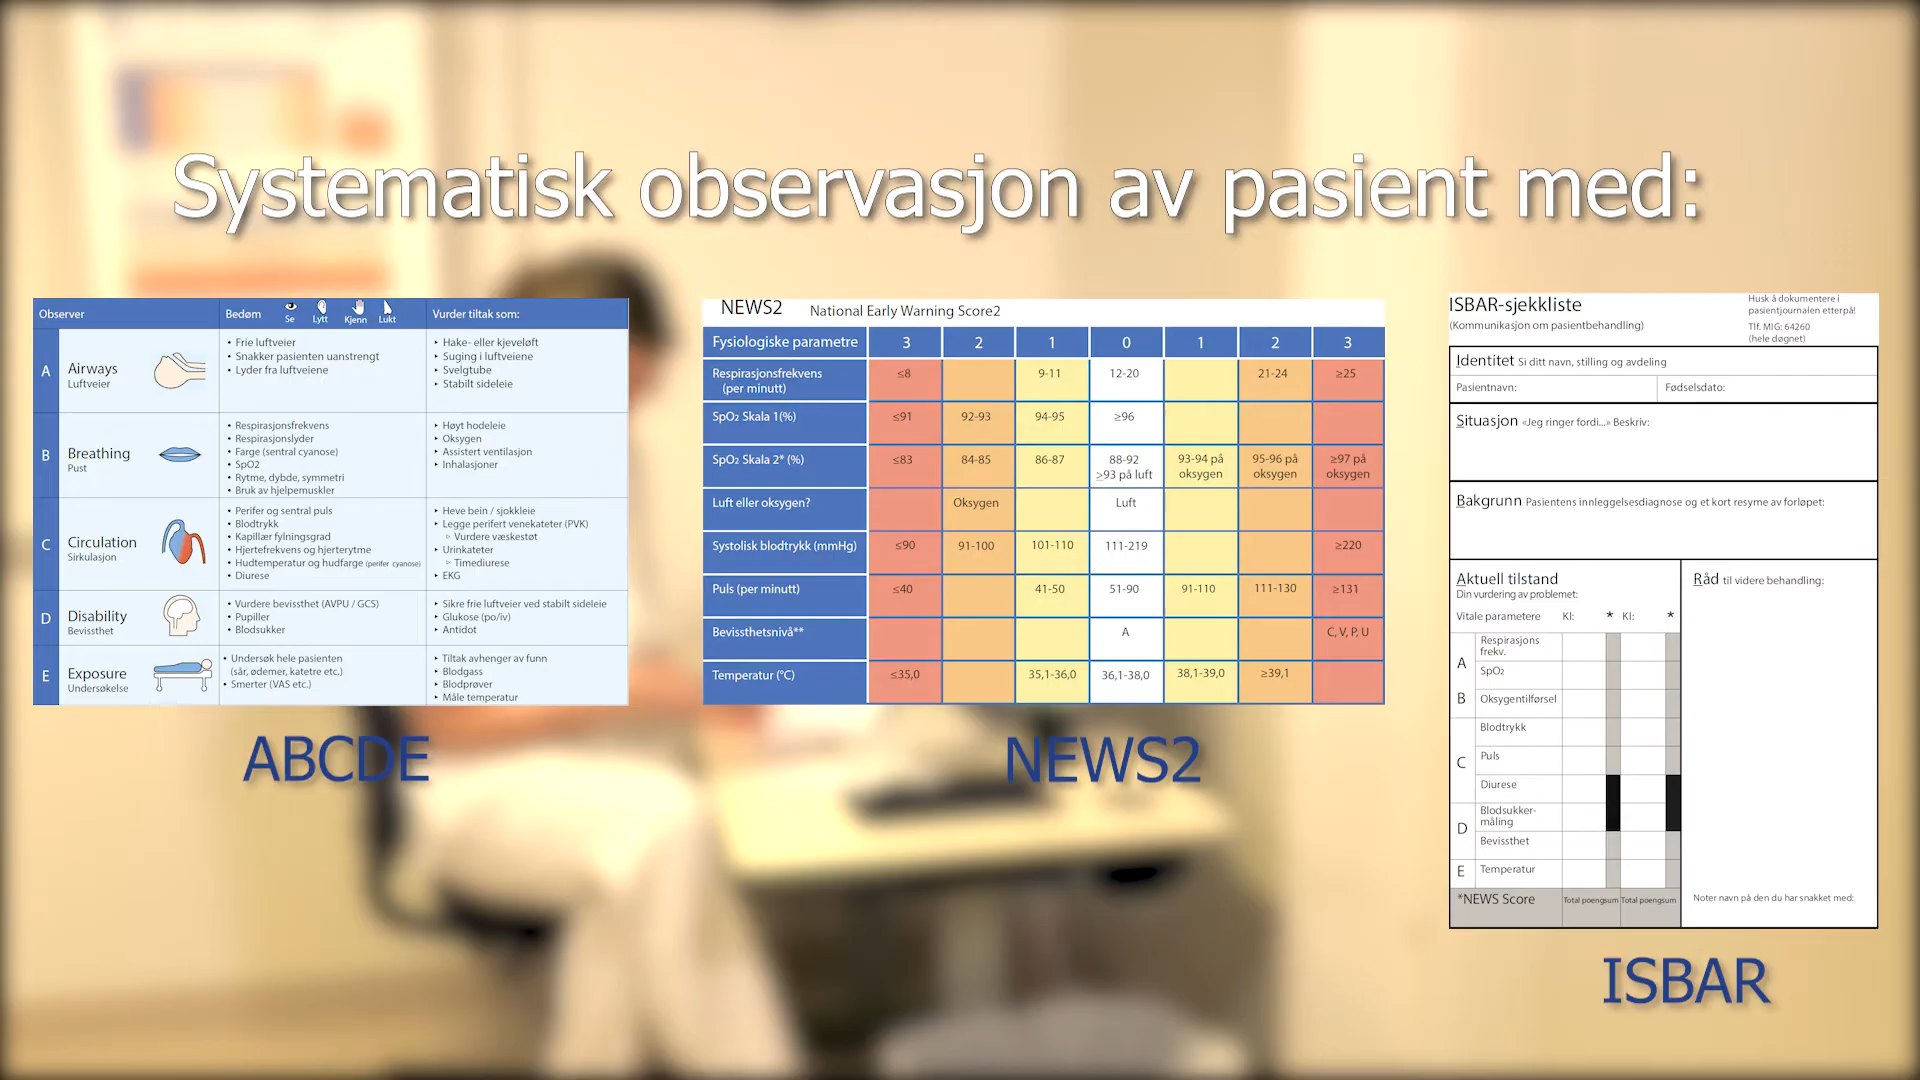 Systematisk observasjon av pasient med:
Observer
Bedøm
Se
Lytt
Kjenn
Lukt
Vurder tiltak som:
A
Airways
Luftveier
• Frie luftveier
• Snakker pasienten uanstrengt
• Lyder fra luftveiene
‣ Hake- eller kjeveløft
‣ Suging i luftveiene
‣ Svelgtube
‣ Stabilt sideleie
B
Breathing
Pust
• Respirasjonsfrekvens
• Respirasjonslyder
• Farge (sentral cyanose)
• SpO2
• Rytme, dybde, symmetri
• Bruk av hjelpemuskler
‣ Høyt hodeleie
‣ Oksygen
‣ Assistert ventilasjon
‣ Inhalasjoner
C
Circulation
Sirkulasjon
• Perifer og sentral puls
• Blodtrykk
• Kapillær fylningsgrad
• Hjertefrekvens og hjerterytme
• Hudtemperatur og hudfarge (perifer cyanose)
• Diurese
‣ Heve bein / sjokkleie
‣ Legge perifert venekateter (PVK)
▹ Vurdere væskestøt
‣ Urinkateter
▹ Timediurese
‣ EKG
D
Disability
Bevissthet
• Vurdere bevissthet (AVPU / GCS)
• Pupiller
• Blodsukker
‣ Sikre frie luftveier ved stabilt sideleie
‣ Glukose (po/iv)
‣ Antidot
E
Exposure
Undersøkelse
• Undersøk hele pasienten
(sår, ødemer, katetre etc.)
• Smerter (VAS etc.)
‣ Tiltak avhenger av funn
‣ Blodgass
‣ Blodprøver
‣ Måle temperatur
ABCDE
NEWS2 National Early Warning Score2
Fysiologiske parametre 3 2 1 0 1 2 3
Respirasjonsfrekvens
(per minutt) ≤8 9-11 12-20 21-24 ≥25
SpO2 Skala 1(%) ≤91 92-93 94-95 ≥96
SpO2 Skala 2* (%) ≤83 84-85 86-87 88-92 93-94 på 95-96 på ≥97 på
≥93 på luft oksygen oksygen oksygen
Luft eller oksygen? Oksygen Luft
Systolisk blodtrykk (mmHg) ≤90 91-100 101-110 111-219 ≥220
Puls (per minutt) ≤40 41-50 51-90 91-110 111-130 ≥131
Bevissthetsnivå** A C, V, P, U
Temperatur (°C) ≤35,0 35,1-36,0 36,1-38,0 38,1-39,0 ≥39,1
NEWS2
ISBAR-sjekkliste
(Kommunikasjon om pasientbehandling)
Husk å dokumentere i
pasientjournalen etterpå!
Tlf. MIG: 64260
(hele døgnet)
Identitet Si ditt navn, stilling og avdeling
Pasientnavn: Fødselsdato:
Situasjon «Jeg ringer fordi...» Beskriv:
Bakgrunn Pasientens innleggelsesdiagnose og et kort resyme av forløpet:
Aktuell tilstand
Din vurdering av problemet:
Vitale parametere Kl: * Kl: *
A
Respirasjons
frekv.
SpO2
B
Oksygentilførsel
C
Blodtrykk
Puls
Diurese
D
Blodsukker-
måling
Bevissthet
E
Temperatur
*NEWS Score Total poengsum Total poengsum
Råd til videre behandling:
Noter navn på den du har snakket med:
ISBAR